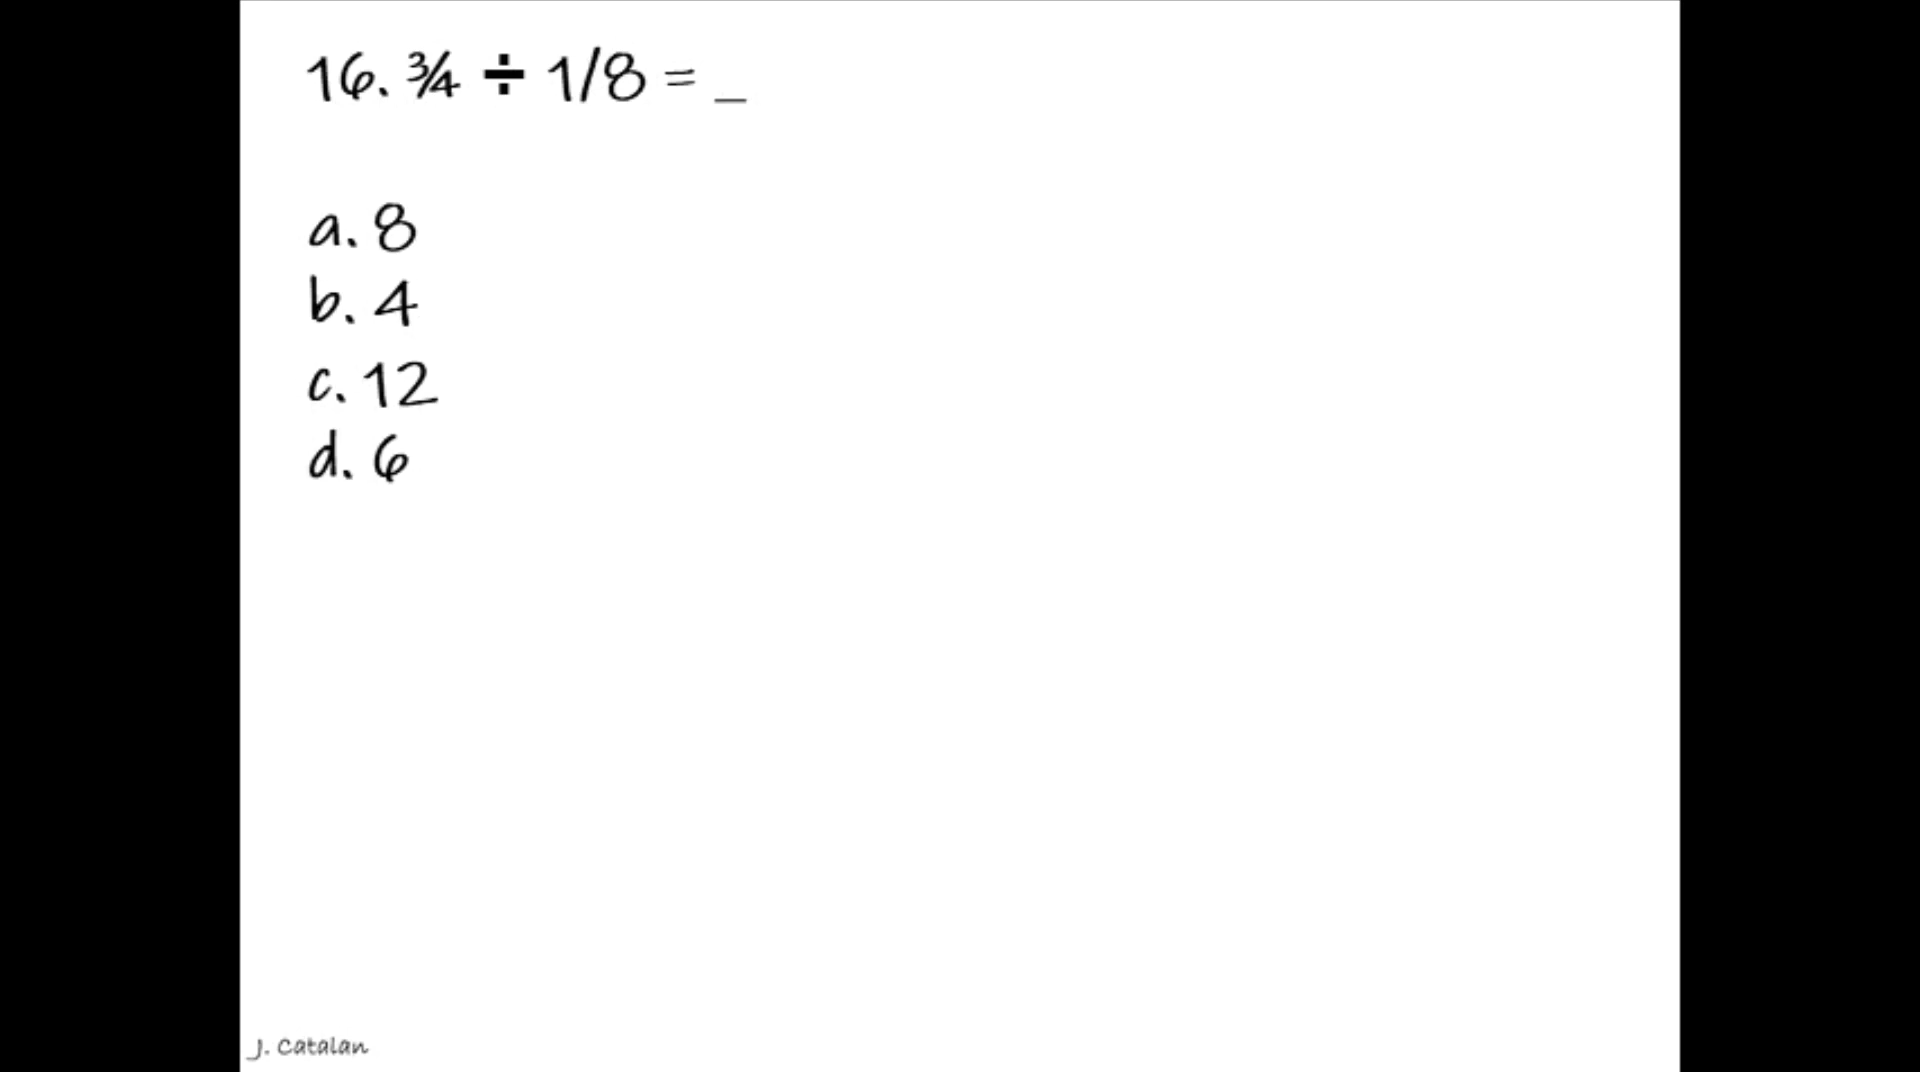 16. ¾ ÷ 1/8 = _
a. 8
b. 4
c. 12
d. 6
J. Catalan